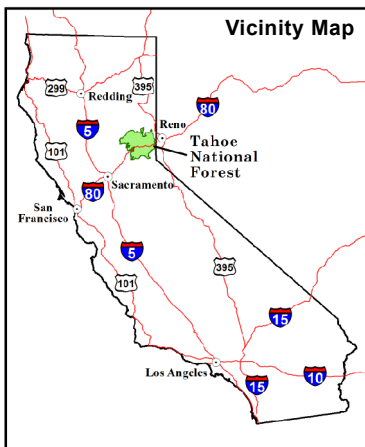 Vicinity Map
299
395
Redding
80
5
Reno
101
Tahoe
National
Forest
Sacramento
80
San
Francisco
5
395
101
15
Los Angeles
15
10